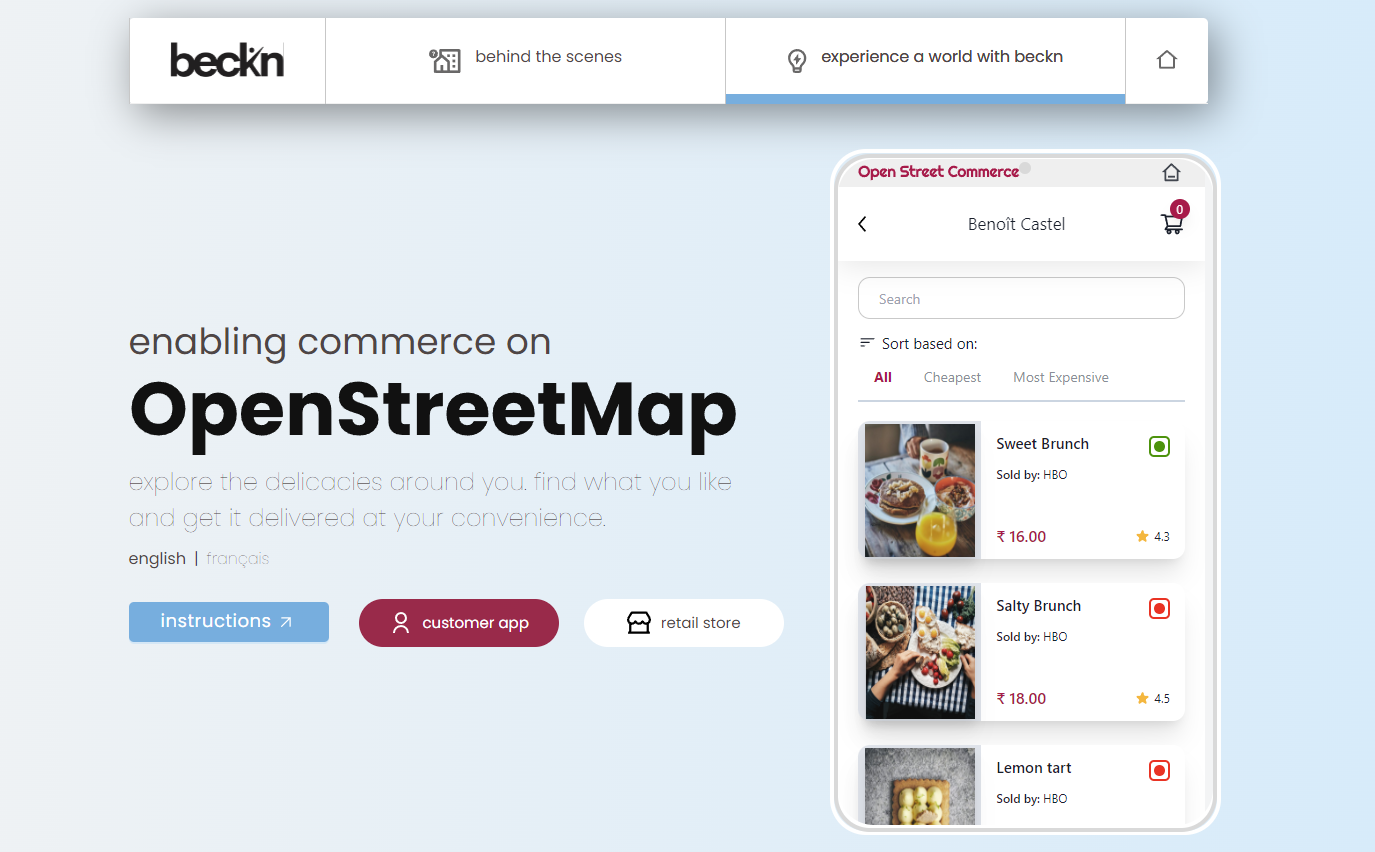 beckn
behind the scenes
experience a world with beckn
enabling commerce on
OpenStreetMap
explore the delicacies around you. find what you like
and get it delivered at your convenience.
english | français
instructions
customer app
retail store
Open Street Commerce
Benoît Castel
0
Search
Sort based on:
All Cheapest Most Expensive
Sweet Brunch
Sold by: HBO
₹ 16.00 4.3
Salty Brunch
Sold by: HBO
₹ 18.00 4.5
Lemon tart
Sold by: HBO